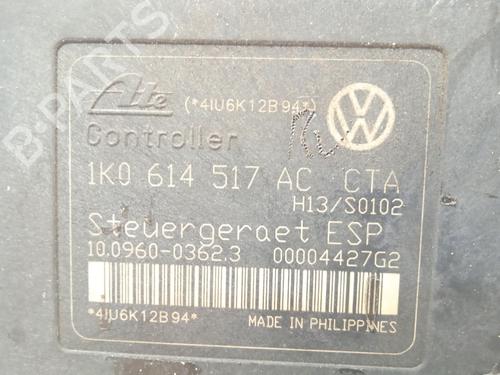 Ate (*4IU6K12B94*)
Controller
1K0 614 517 AC CTA
H13/S0102
Steuergeraet ESP
10.0960-0362.3 00004427G2
*4IU6K12B94*
MADE IN PHILIPPINES
B-PARTS